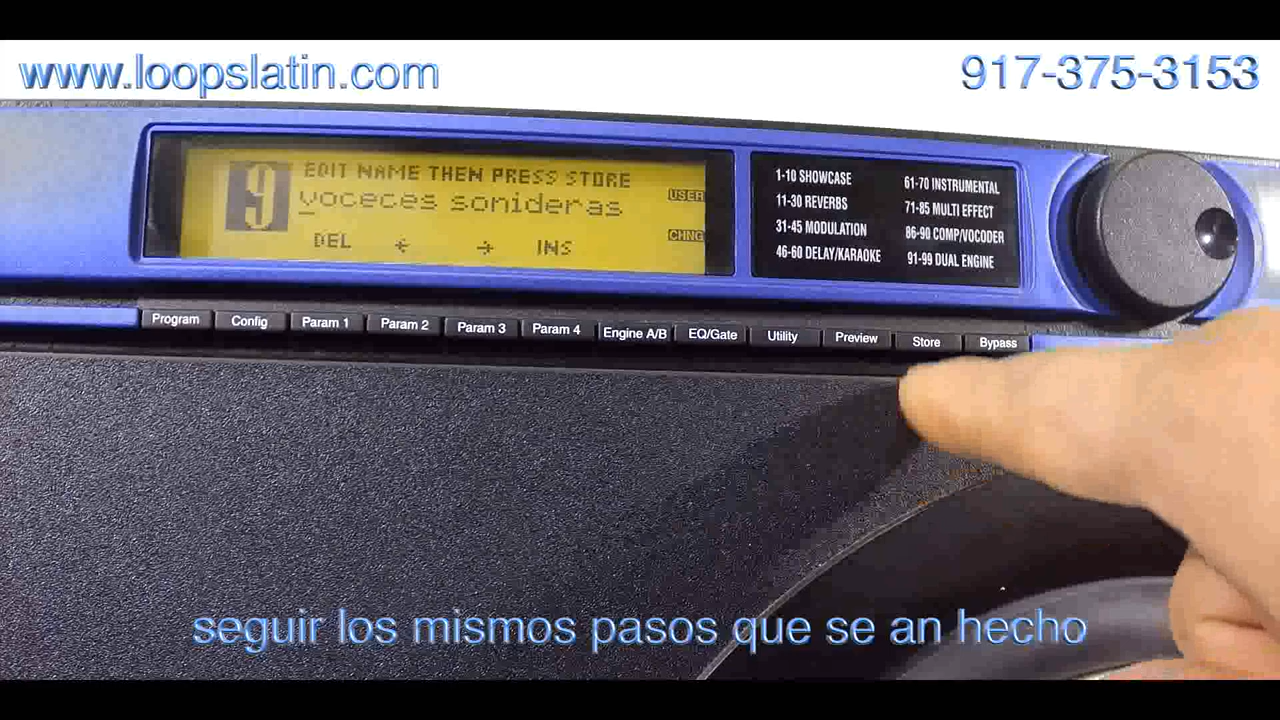 www.loopslatin.com
917-375-3153
9
EDIT NAME THEN PRESS STORE
voceces sonideras
USER
DEL ← → INS
CHNG
1-10 SHOWCASE
11-30 REVERBS
31-45 MODULATION
46-60 DELAY/KARAOKE
61-70 INSTRUMENTAL
71-85 MULTI EFFECT
86-90 COMP/VOCODER
91-99 DUAL ENGINE
Program Config Param 1 Param 2 Param 3 Param 4 Engine A/B EQ/Gate Utility Preview Store Bypass
seguir los mismos pasos que se an hecho